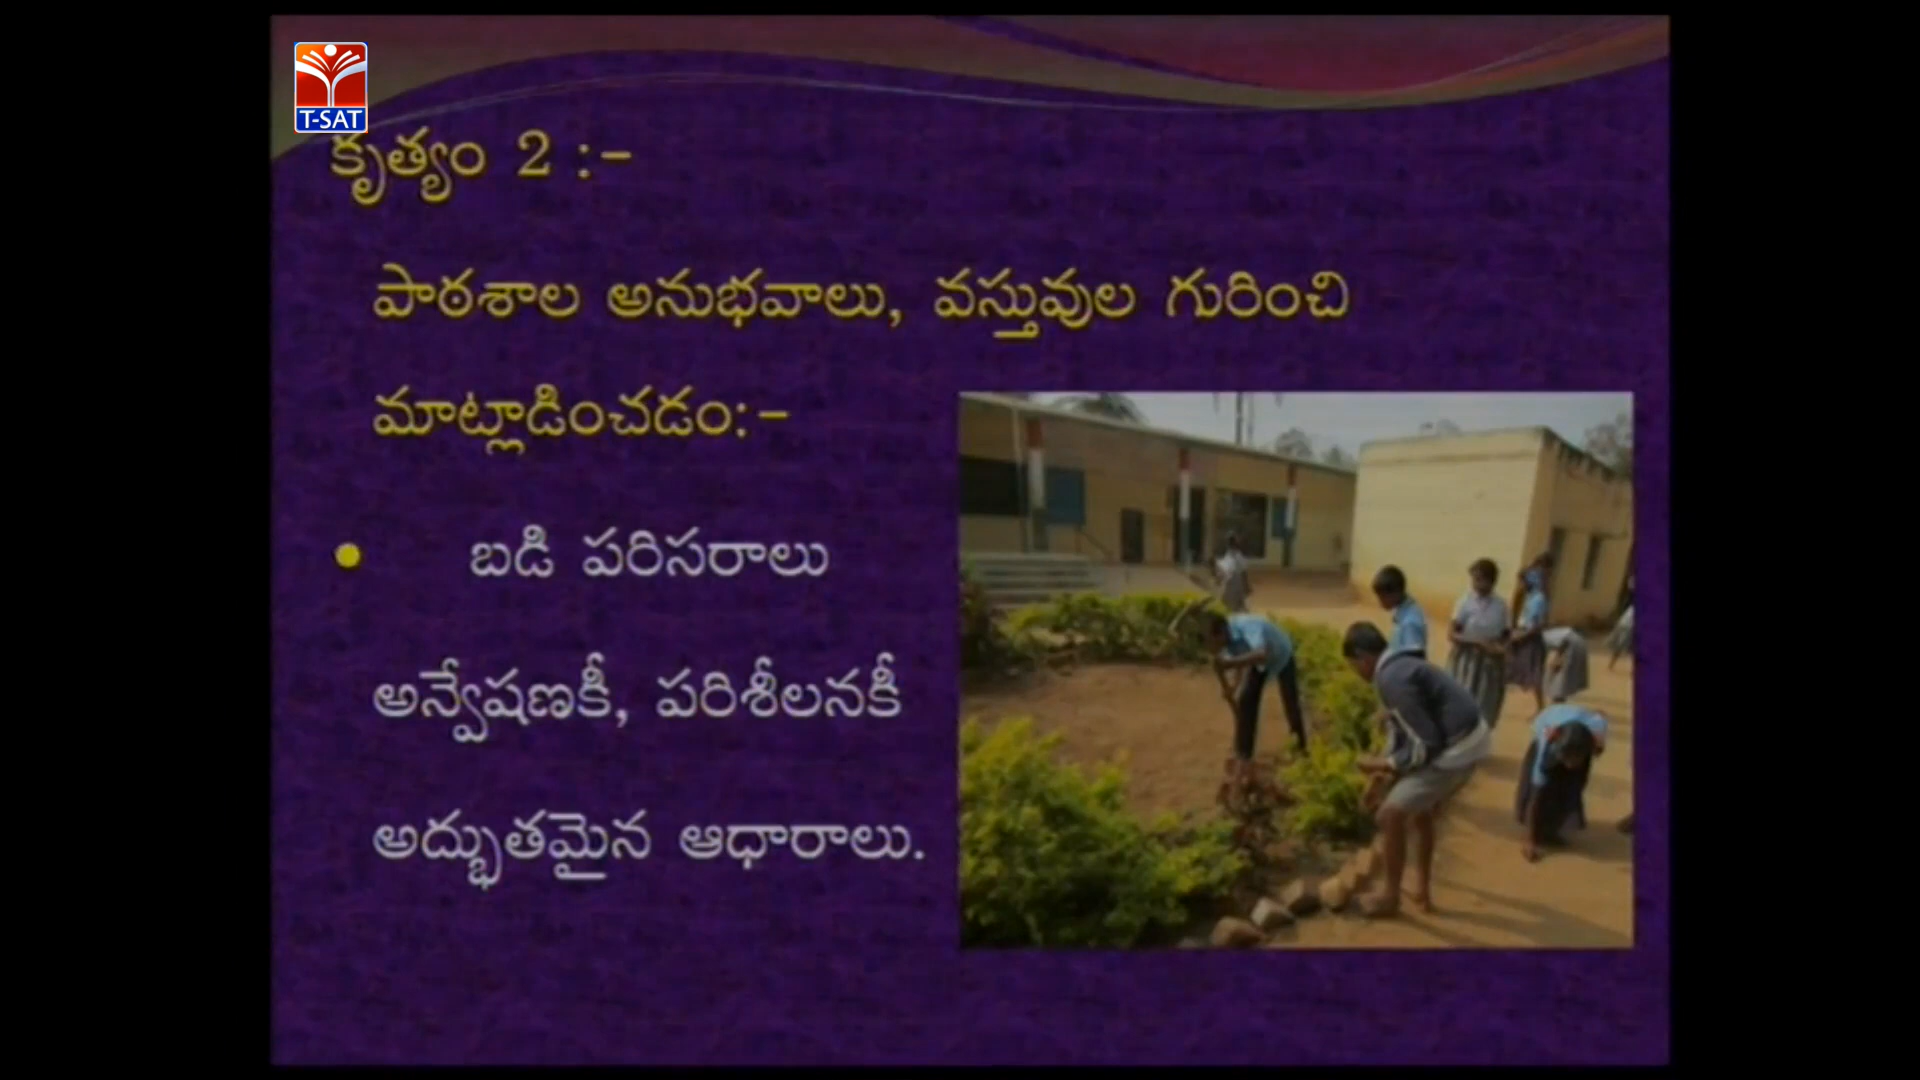 T-SAT
కృత్యం 2 :-
పాఠశాల అనుభవాలు, వస్తువుల గురించి
మాట్లాడించడం:-
బడి పరిసరాలు
అన్వేషణకీ, పరిశీలనకీ
అద్భుతమైన ఆధారాలు.